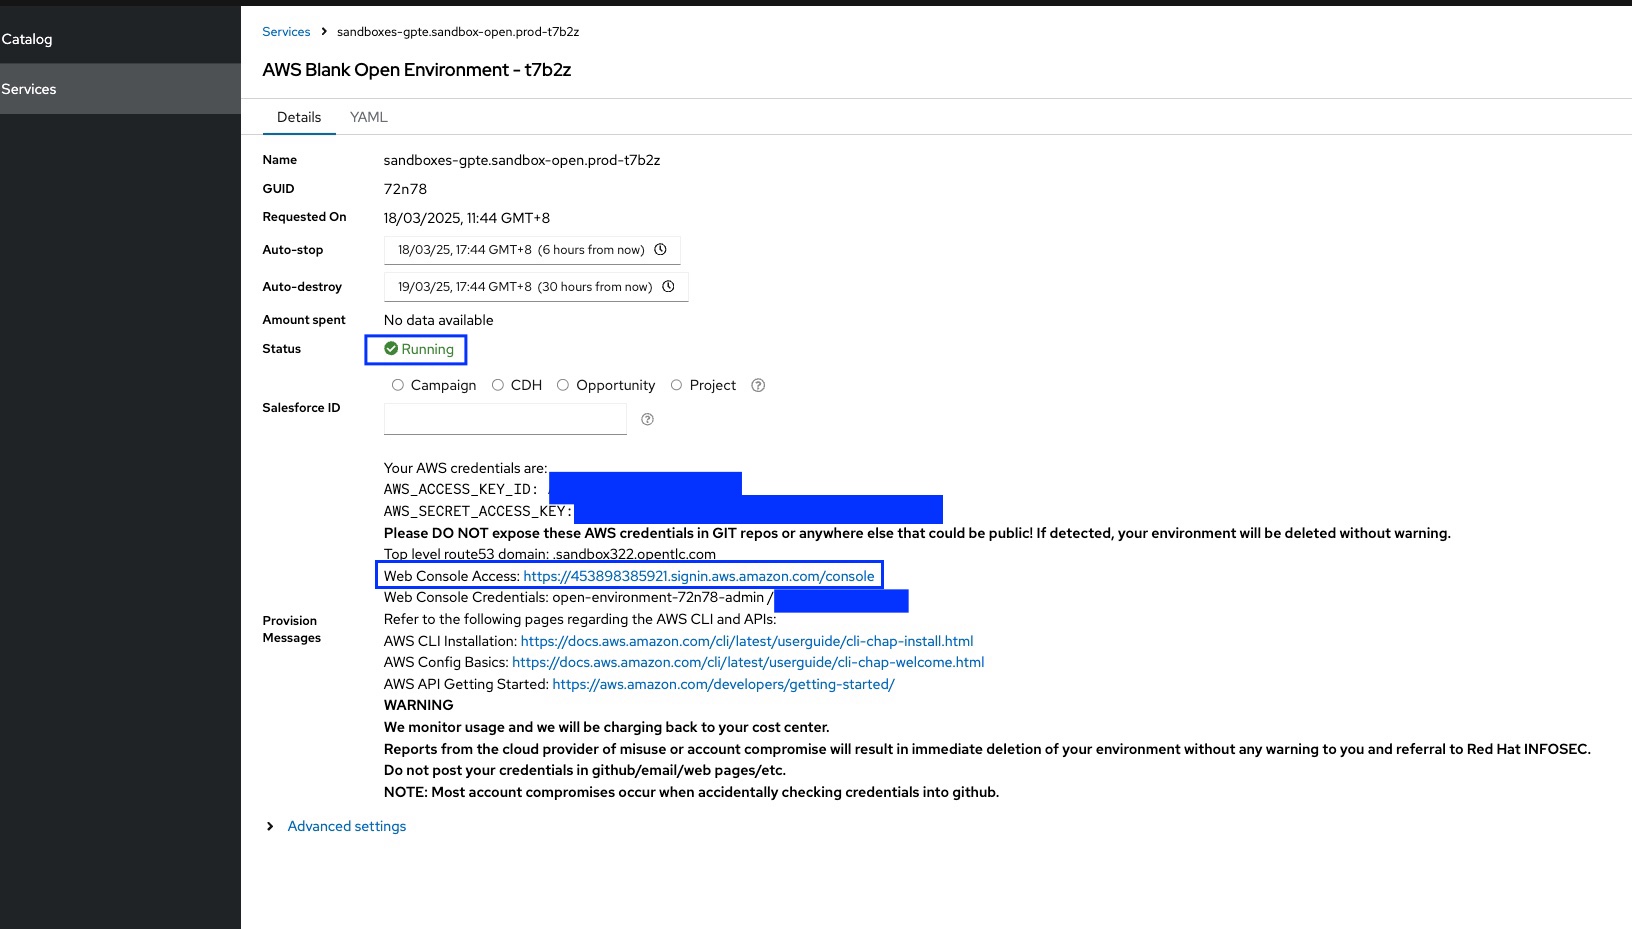 Catalog
Services
Services > sandboxes-gpte.sandbox-open.prod-t7b2z
AWS Blank Open Environment - t7b2z
Details YAML
Name sandboxes-gpte.sandbox-open.prod-t7b2z
GUID 72n78
Requested On 18/03/2025, 11:44 GMT+8
Auto-stop 18/03/25, 17:44 GMT+8 (6 hours from now)
Auto-destroy 19/03/25, 17:44 GMT+8 (30 hours from now)
Amount spent No data available
Status Running
Campaign CDH Opportunity Project
Salesforce ID
Provision
Messages
Your AWS credentials are:
AWS_ACCESS_KEY_ID:
AWS_SECRET_ACCESS_KEY:
Please DO NOT expose these AWS credentials in GIT repos or anywhere else that could be public! If detected, your environment will be deleted without warning.
Top level route53 domain: .sandbox322.opentlc.com
Web Console Access: https://453898385921.signin.aws.amazon.com/console
Web Console Credentials: open-environment-72n78-admin /
Refer to the following pages regarding the AWS CLI and APIs:
AWS CLI Installation: https://docs.aws.amazon.com/cli/latest/userguide/cli-chap-install.html
AWS Config Basics: https://docs.aws.amazon.com/cli/latest/userguide/cli-chap-welcome.html
AWS API Getting Started: https://aws.amazon.com/developers/getting-started/
WARNING
We monitor usage and we will be charging back to your cost center.
Reports from the cloud provider of misuse or account compromise will result in immediate deletion of your environment without any warning to you and referral to Red Hat INFOSEC.
Do not post your credentials in github/email/web pages/etc.
NOTE: Most account compromises occur when accidentally checking credentials into github.
Advanced settings